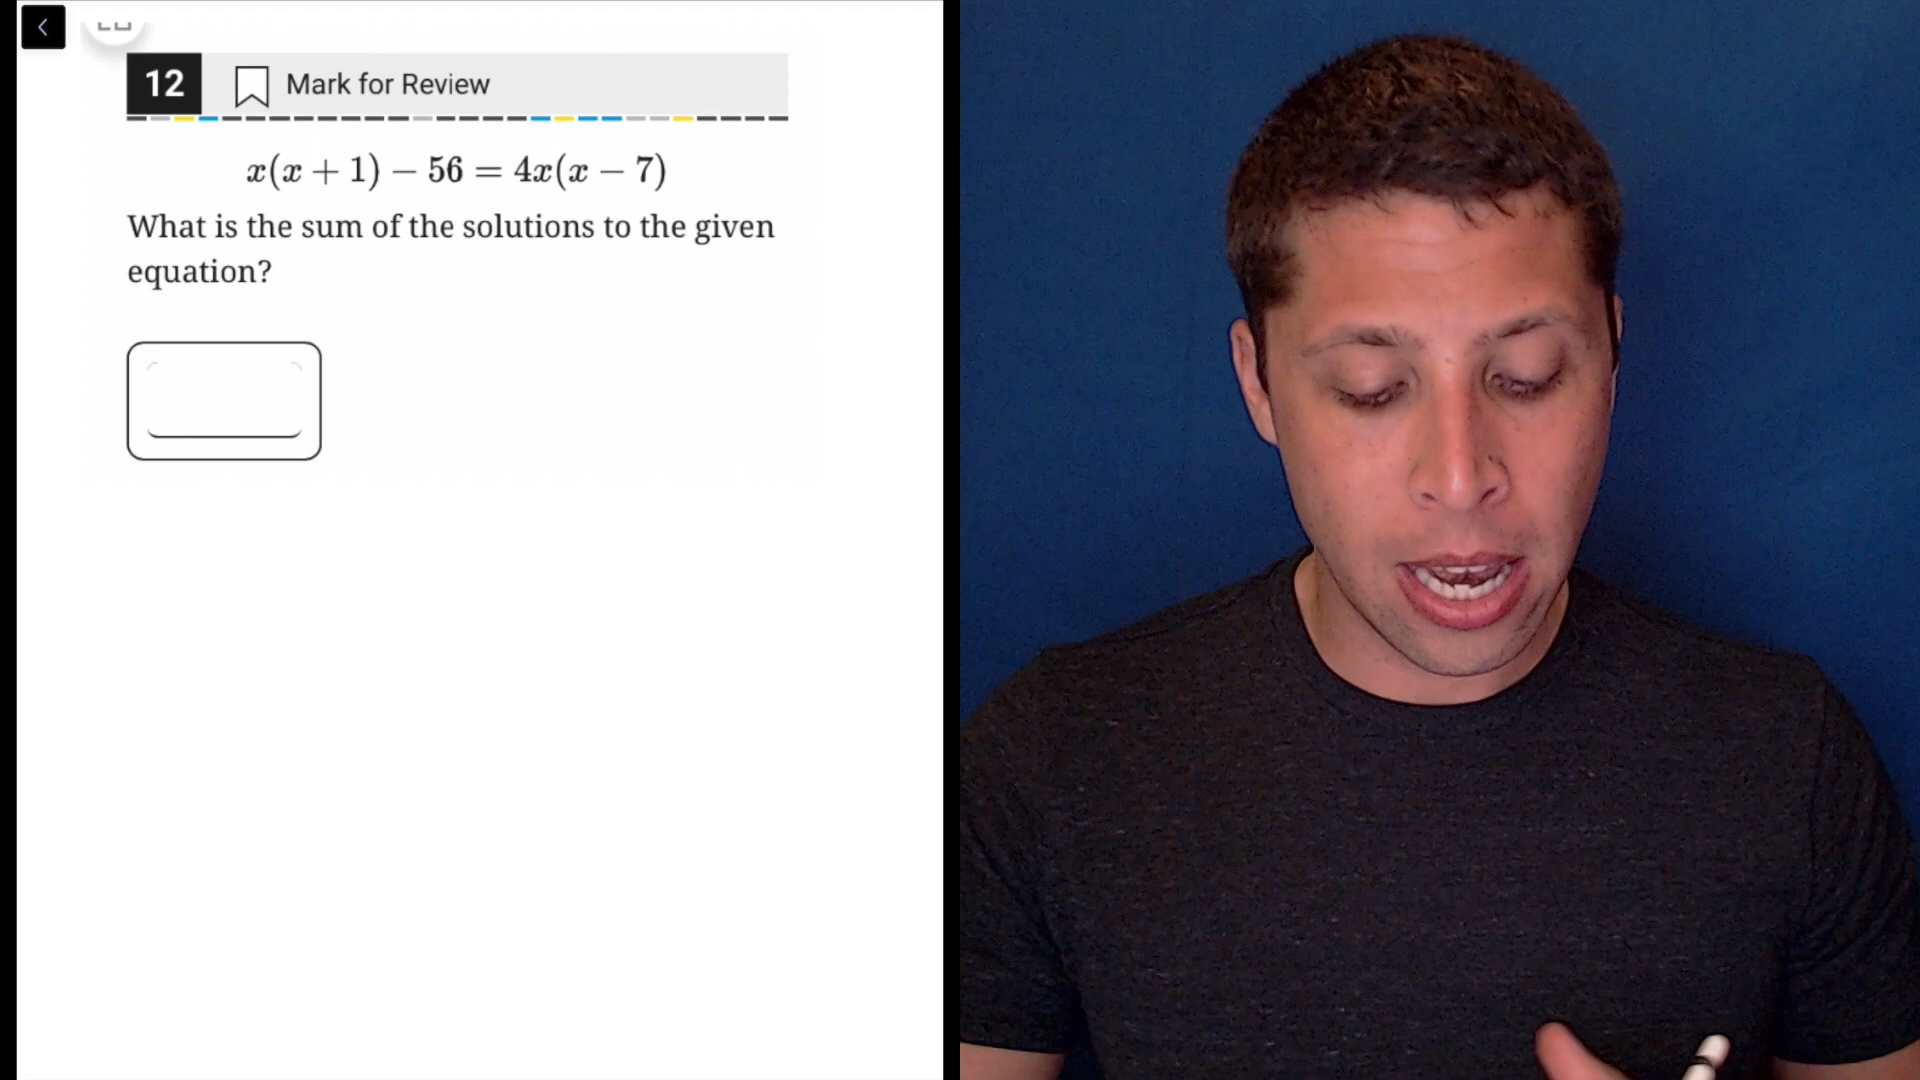 12 Mark for Review
x(x + 1) − 56 = 4x(x − 7)
What is the sum of the solutions to the given
equation?